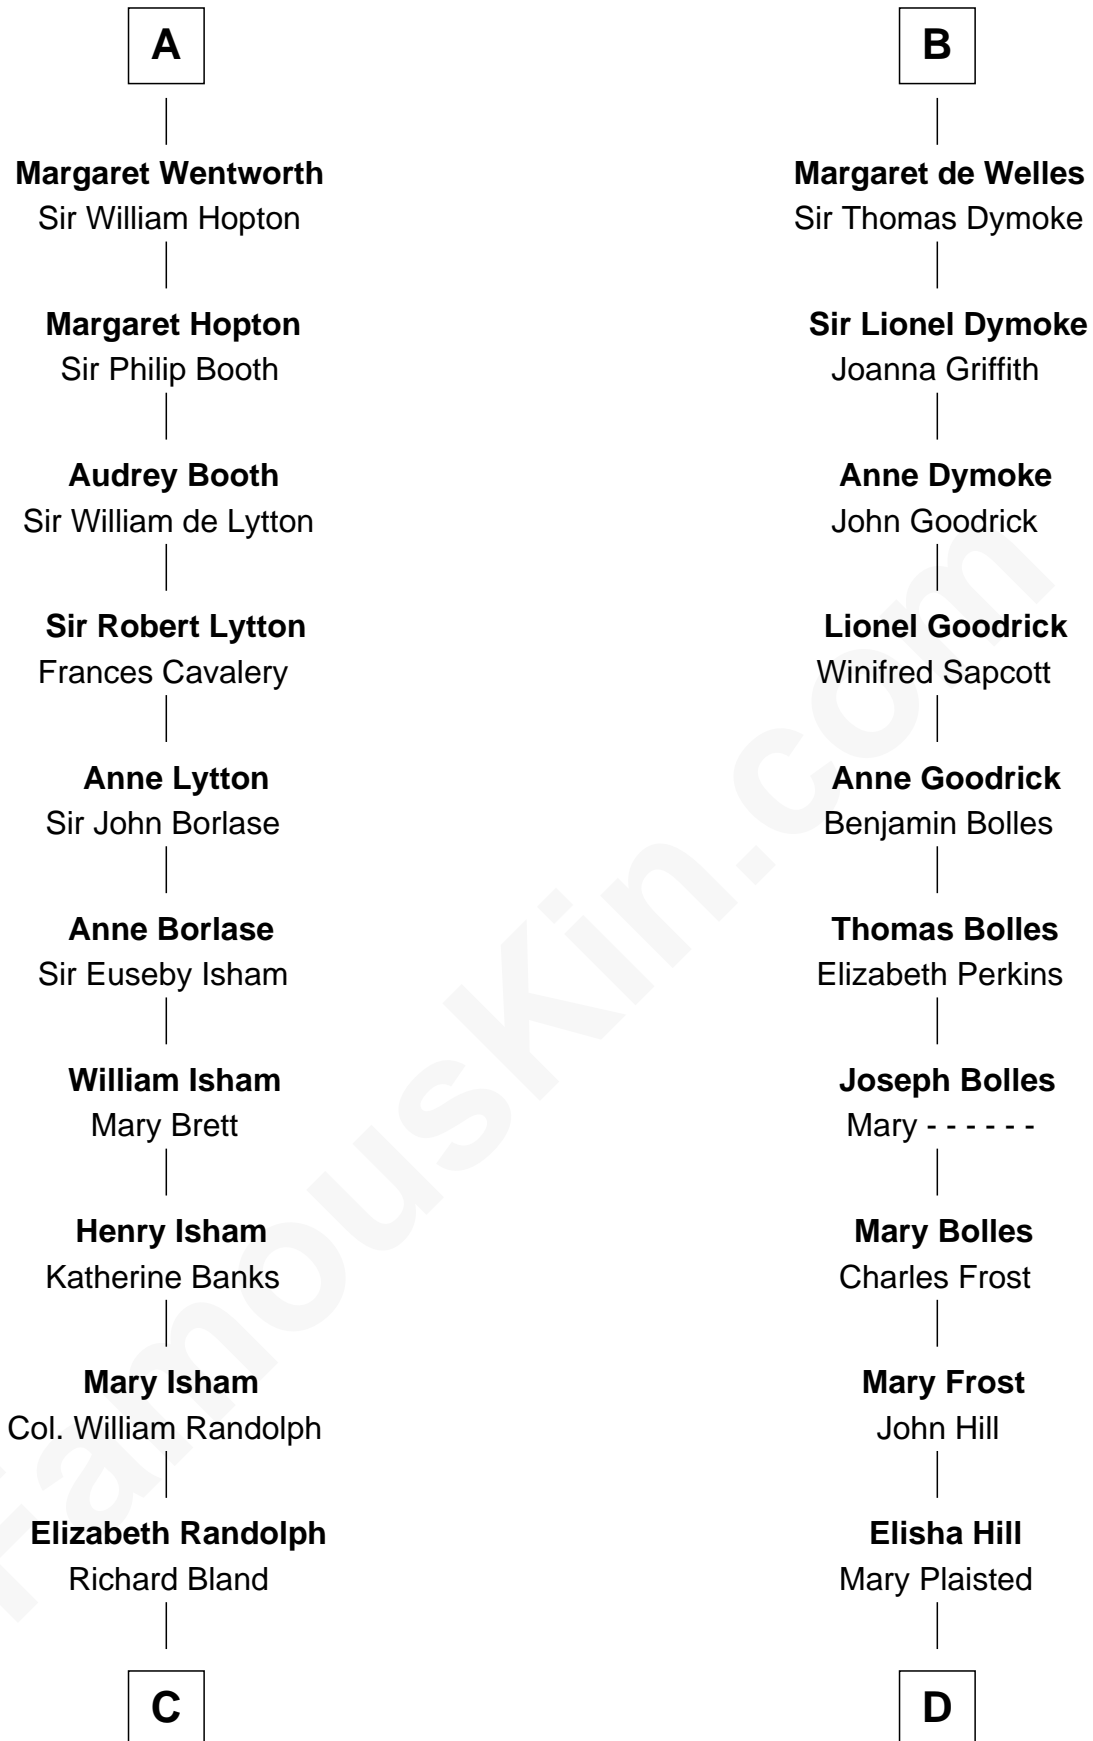 A
Margaret Wentworth
Sir William Hopton
Margaret Hopton
Sir Philip Booth
Audrey Booth
Sir William de Lytton
Sir Robert Lytton
Frances Cavalery
Anne Lytton
Sir John Borlase
Anne Borlase
Sir Euseby Isham
William Isham
Mary Brett
Henry Isham
Katherine Banks
Mary Isham
Col. William Randolph
Elizabeth Randolph
Richard Bland
C
B
Margaret de Welles
Sir Thomas Dymoke
Sir Lionel Dymoke
Joanna Griffith
Anne Dymoke
John Goodrick
Lionel Goodrick
Winifred Sapcott
Anne Goodrick
Benjamin Bolles
Thomas Bolles
Elizabeth Perkins
Joseph Bolles
Mary - - - - - -
Mary Bolles
Charles Frost
Mary Frost
John Hill
Elisha Hill
Mary Plaisted
D
FamousKin.com